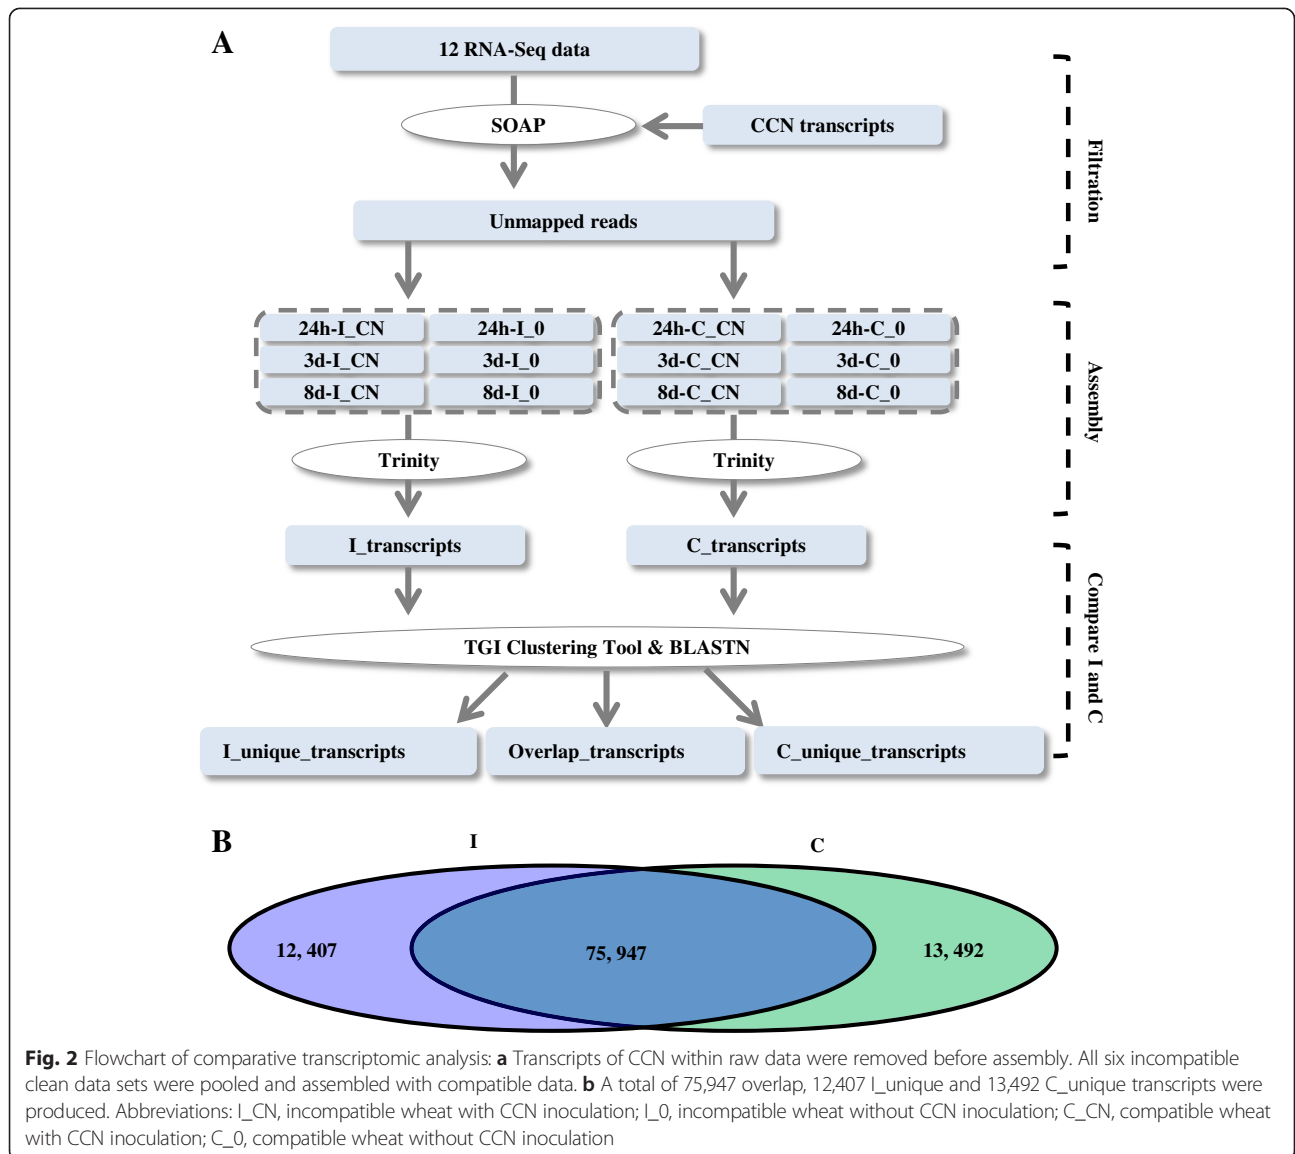 A
12 RNA-Seq data
SOAP
CCN transcripts
Unmapped reads
Filtration
24h-I_CN 24h-I_0 24h-C_CN 24h-C_0
3d-I_CN 3d-I_0 3d-C_CN 3d-C_0
8d-I_CN 8d-I_0 8d-C_CN 8d-C_0
Assembly
Trinity Trinity
I_transcripts C_transcripts
TGI Clustering Tool & BLASTN
Compare I and C
I_unique_transcripts Overlap_transcripts C_unique_transcripts
B
I C
12, 407 75, 947 13, 492
Fig. 2 Flowchart of comparative transcriptomic analysis: a Transcripts of CCN within raw data were removed before assembly. All six incompatible
clean data sets were pooled and assembled with compatible data. b A total of 75,947 overlap, 12,407 I_unique and 13,492 C_unique transcripts were
produced. Abbreviations: I_CN, incompatible wheat with CCN inoculation; I_0, incompatible wheat without CCN inoculation; C_CN, compatible wheat
with CCN inoculation; C_0, compatible wheat without CCN inoculation